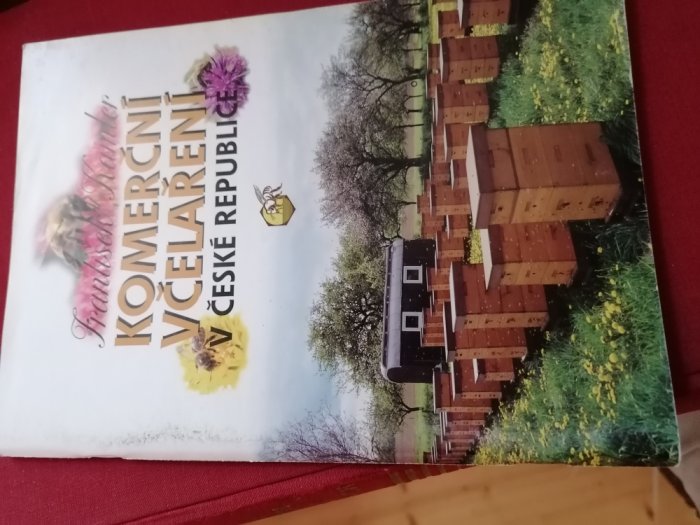 František Kamler
KOMERČNÍ
VČELAŘENÍ
V ČESKÉ REPUBLICE